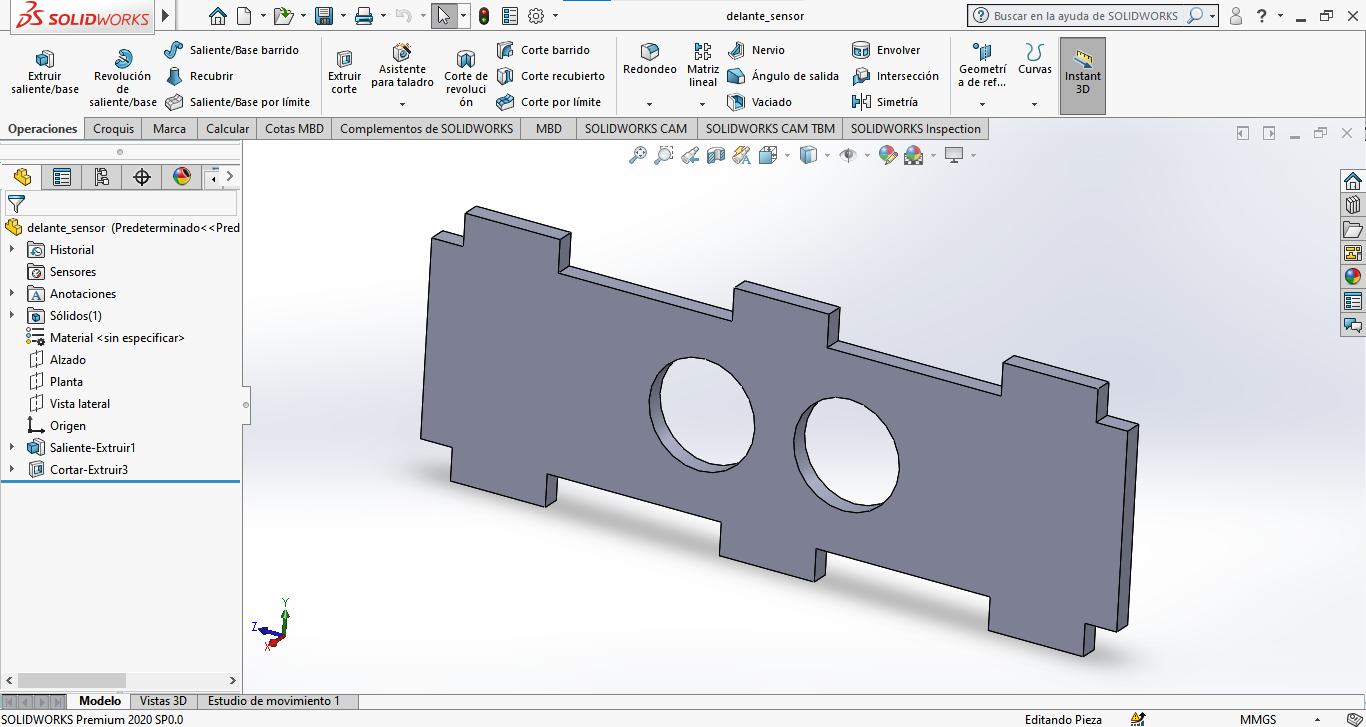 SOLIDWORKS
delante_sensor
Buscar en la ayuda de SOLIDWORKS
?
Extruir
saliente/base
Revolución
de
saliente/base
Saliente/Base barrido
Recubrir
Saliente/Base por límite
Extruir
corte
Asistente
para taladro
Corte de
revoluci
ón
Corte barrido
Corte recubierto
Corte por límite
Redondeo
Matriz
lineal
Nervio
Ángulo de salida
Vaciado
Envolver
Intersección
Simetría
Geometrí
a de ref...
Curvas
Instant
3D
Operaciones
Croquis
Marca
Calcular
Cotas MBD
Complementos de SOLIDWORKS
MBD
SOLIDWORKS CAM
SOLIDWORKS CAM TBM
SOLIDWORKS Inspection
delante_sensor (Predeterminado<<Pred
Historial
Sensores
Anotaciones
Sólidos(1)
Material <sin especificar>
Alzado
Planta
Vista lateral
Origen
Saliente-Extruir1
Cortar-Extruir3
Y
Z
X
Modelo
Vistas 3D
Estudio de movimiento 1
SOLIDWORKS Premium 2020 SP0.0
Editando Pieza
MMGS